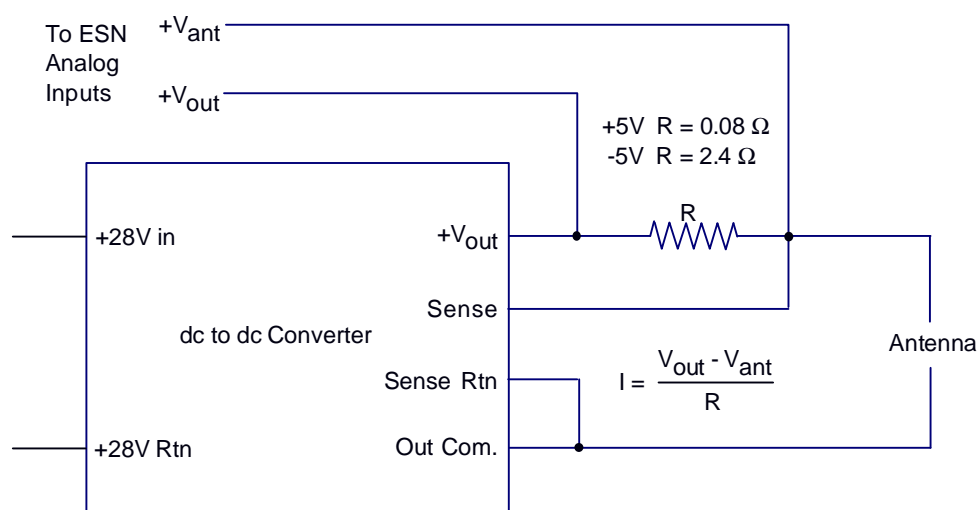 To ESN
Analog
Inputs
+Vant
+Vout
+5V R = 0.08 Ω
-5V R = 2.4 Ω
R
+28V in
+Vout
Sense
dc to dc Converter
Antenna
Sense Rtn
I = Vout - Vant
R
+28V Rtn
Out Com.